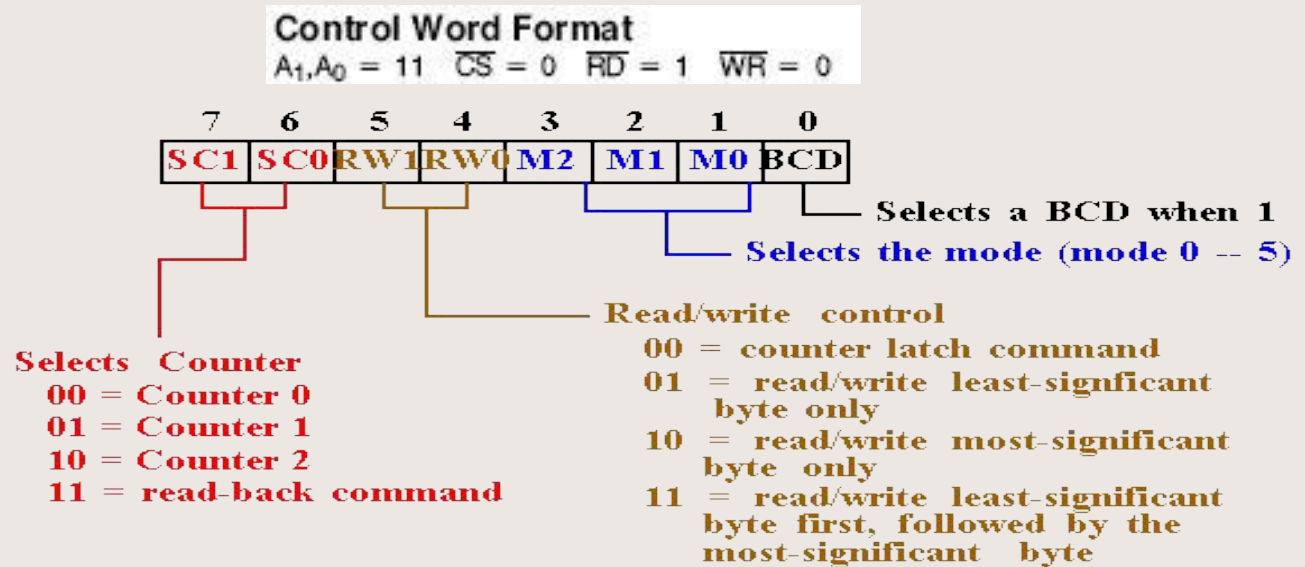 Control Word Format
A₁,A₀ = 11 C̅S̅ = 0 R̅D̅ = 1 W̅R̅ = 0
7 6 5 4 3 2 1 0
SC1 SC0 RW1 RW0 M2 M1 M0 BCD
Selects a BCD when 1
Selects the mode (mode 0 -- 5)
Read/write control
00 = counter latch command
01 = read/write least-signficant
byte only
10 = read/write most-significant
byte only
11 = read/write least-significant
byte first, followed by the
most-significant byte
Selects Counter
00 = Counter 0
01 = Counter 1
10 = Counter 2
11 = read-back command